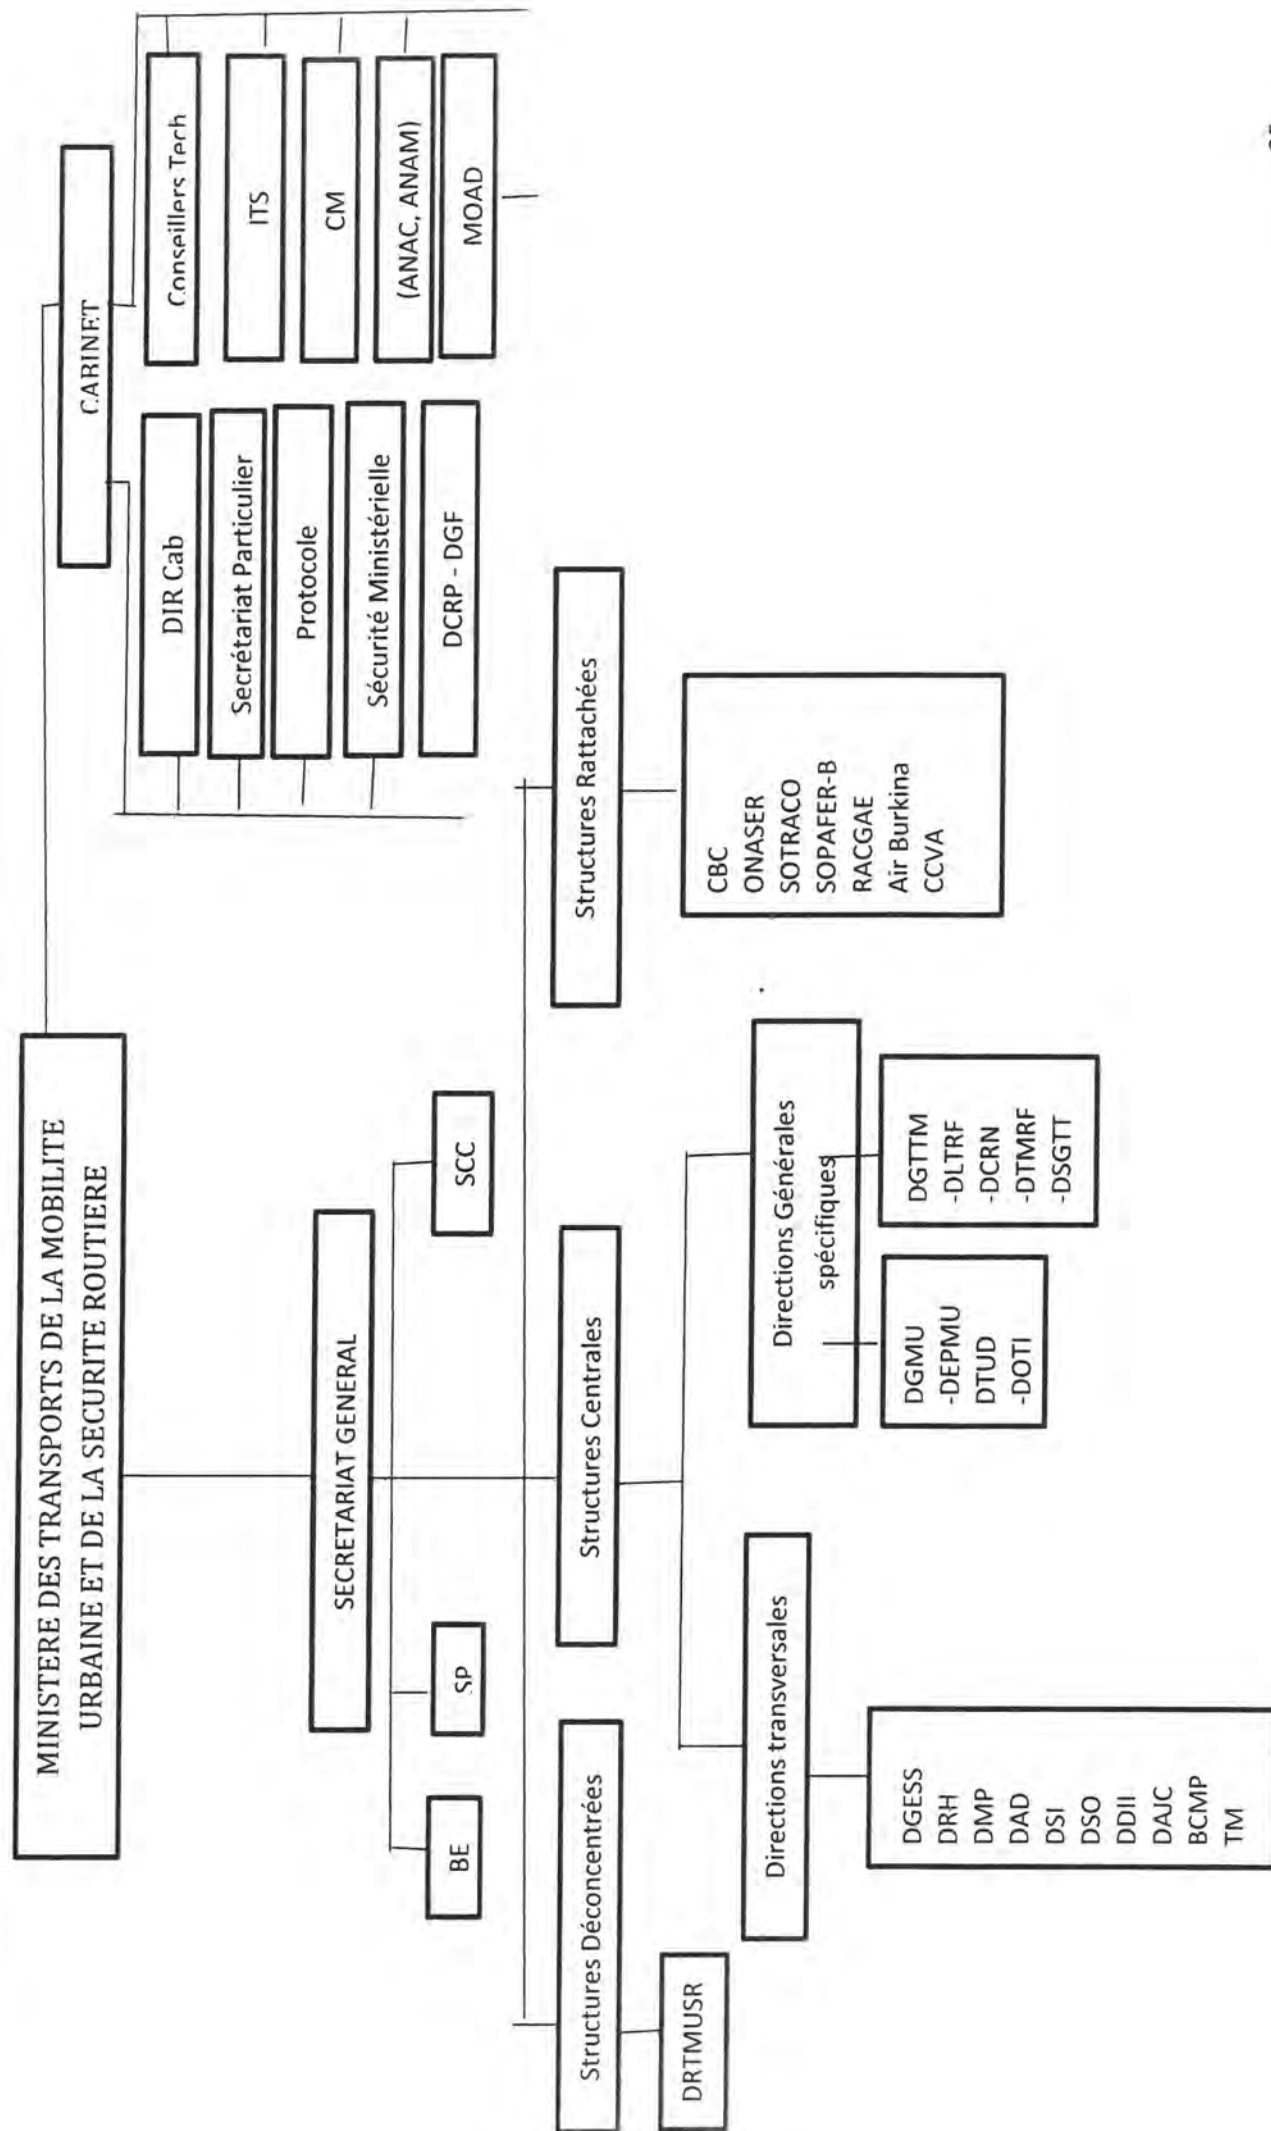 MINISTERE DES TRANSPORTS DE LA MOBILITE
URBAINE ET DE LA SECURITE ROUTIERE
CABINET
DIR Cab
Secrétariat Particulier
Protocole
Sécurité Ministérielle
DCRP - DGF
Conseillers Tech
ITS
CM
(ANAC, ANAM)
MOAD
SECRETARIAT GENERAL
BE
SP
SCC
Structures Déconcentrées
DRTMUSR
Structures Centrales
Structures Rattachées
CBC
ONASER
SOTRACO
SOPAFER-B
RACGAE
Air Burkina
CCVA
Directions transversales
DGESS
DRH
DMP
DAD
DSI
DSO
DDII
DAJC
BCMP
TM
Directions Générales
spécifiques
DGMU
-DEPMU
DTUD
-DOTI
DGTTM
-DLTRF
-DCRN
-DTMRF
-DSGTT